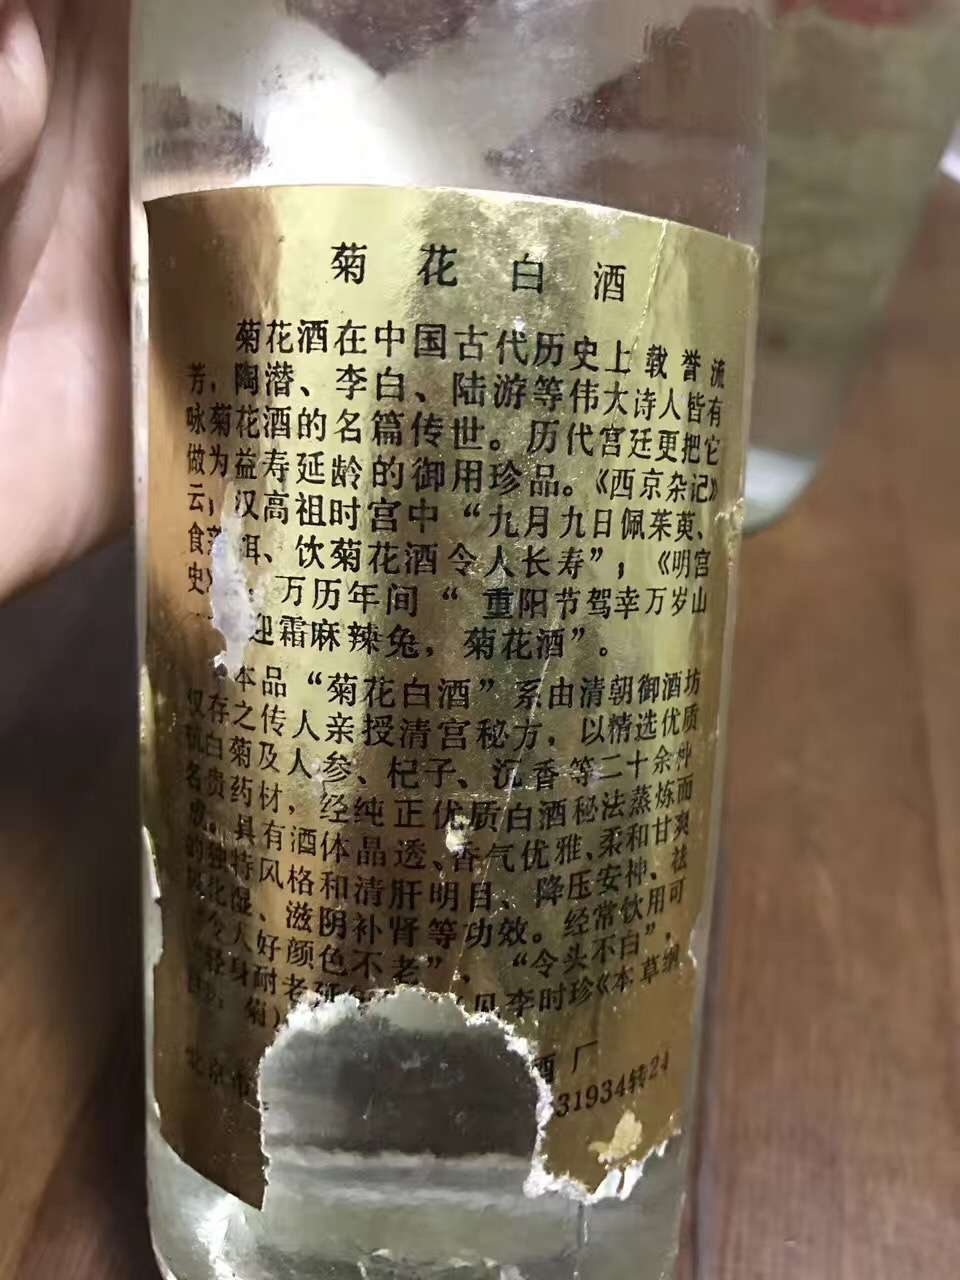 菊花白酒
菊花酒在中国古代历史上载誉流
芳，陶潜、李白、陆游等伟大诗人皆有
咏菊花酒的名篇传世。历代宫廷更把它
做为益寿延龄的御用珍品。《西京杂记》
云，汉高祖时宫中“九月九日佩茱萸、
食 饵、饮菊花酒令人长寿”；《明宫
史》 万历年间“重阳节驾幸万岁山
迎霜麻辣兔，菊花酒”。
本品“菊花白酒”系由清朝御酒坊
仅存之传人亲授清宫秘方，以精选优质
杭白菊及人参、杞子、沉香等二十余种
名贵药材，经纯正优质白酒秘法蒸炼而
成。具有酒体晶透、香气优雅、柔和甘爽
的独特风格和清肝明目、降压安神、祛
化湿、滋阴补肾等功效。经常饮用可
令人好颜色不老”，“令头不白”，
轻身耐老延 见李时珍《本草纲
菊）
北京市 酒厂
31934转24